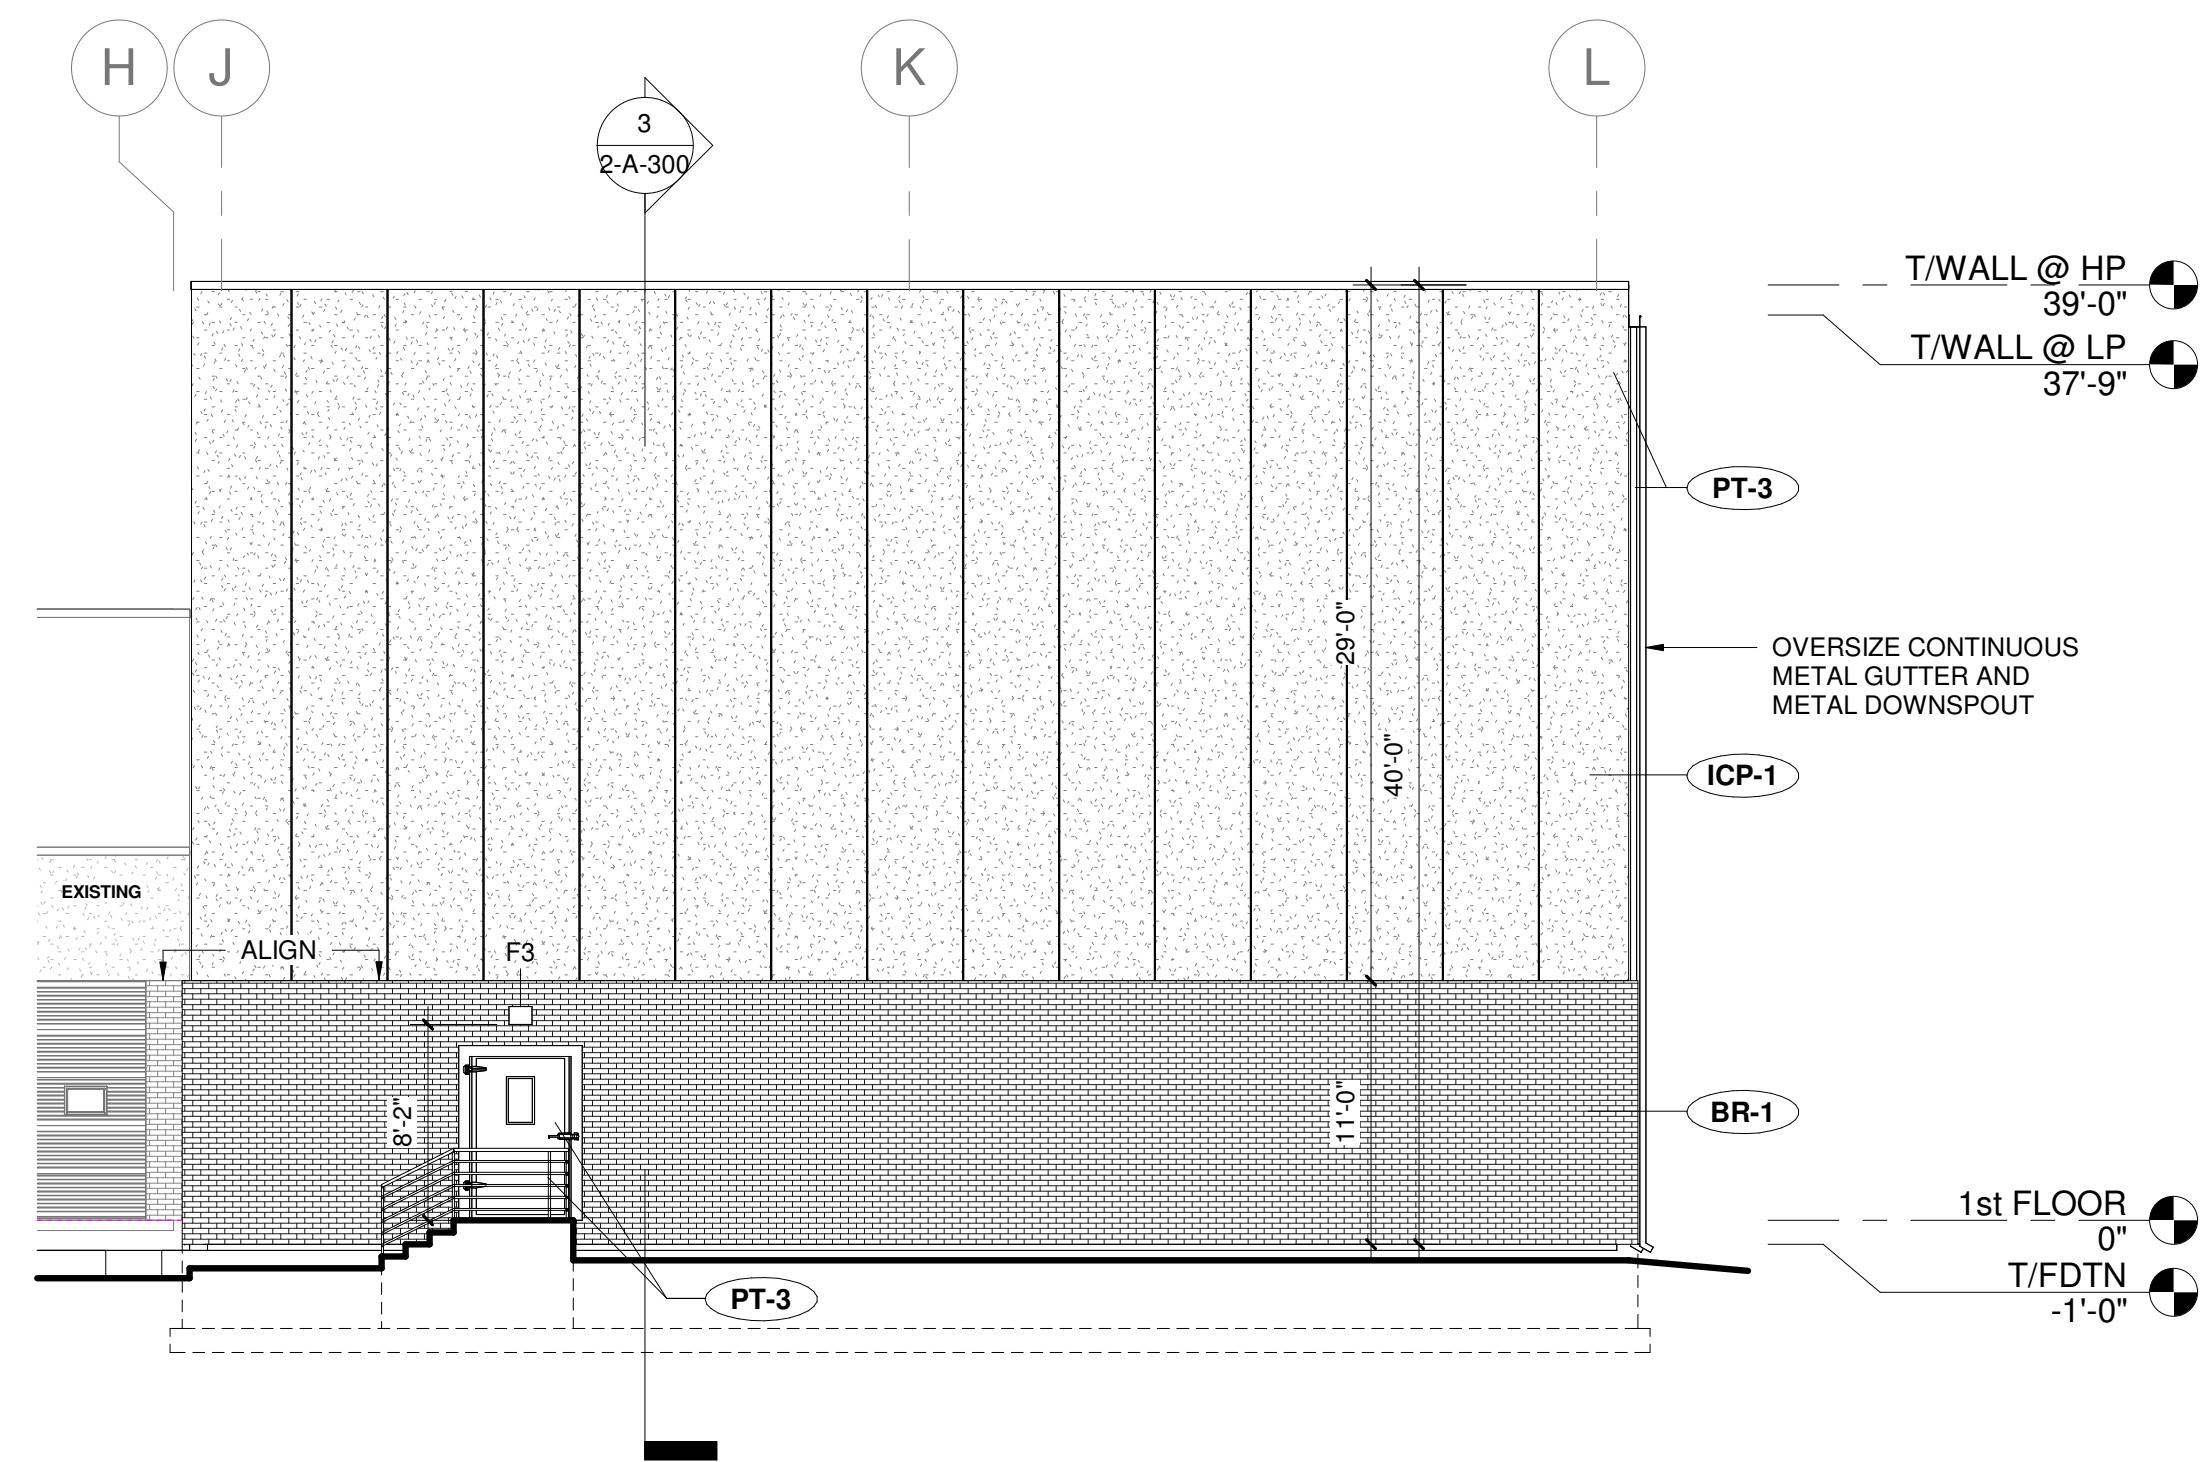 H
J
K
L
3
2-A-300
T/WALL @ HP
39'-0"
T/WALL @ LP
37'-9"
PT-3
29'-0"
OVERSIZE CONTINUOUS
METAL GUTTER AND
METAL DOWNSPOUT
40'-0"
ICP-1
EXISTING
ALIGN
F3
8'-2"
11'-0"
BR-1
1st FLOOR
0"
T/FDTN
-1'-0"
PT-3